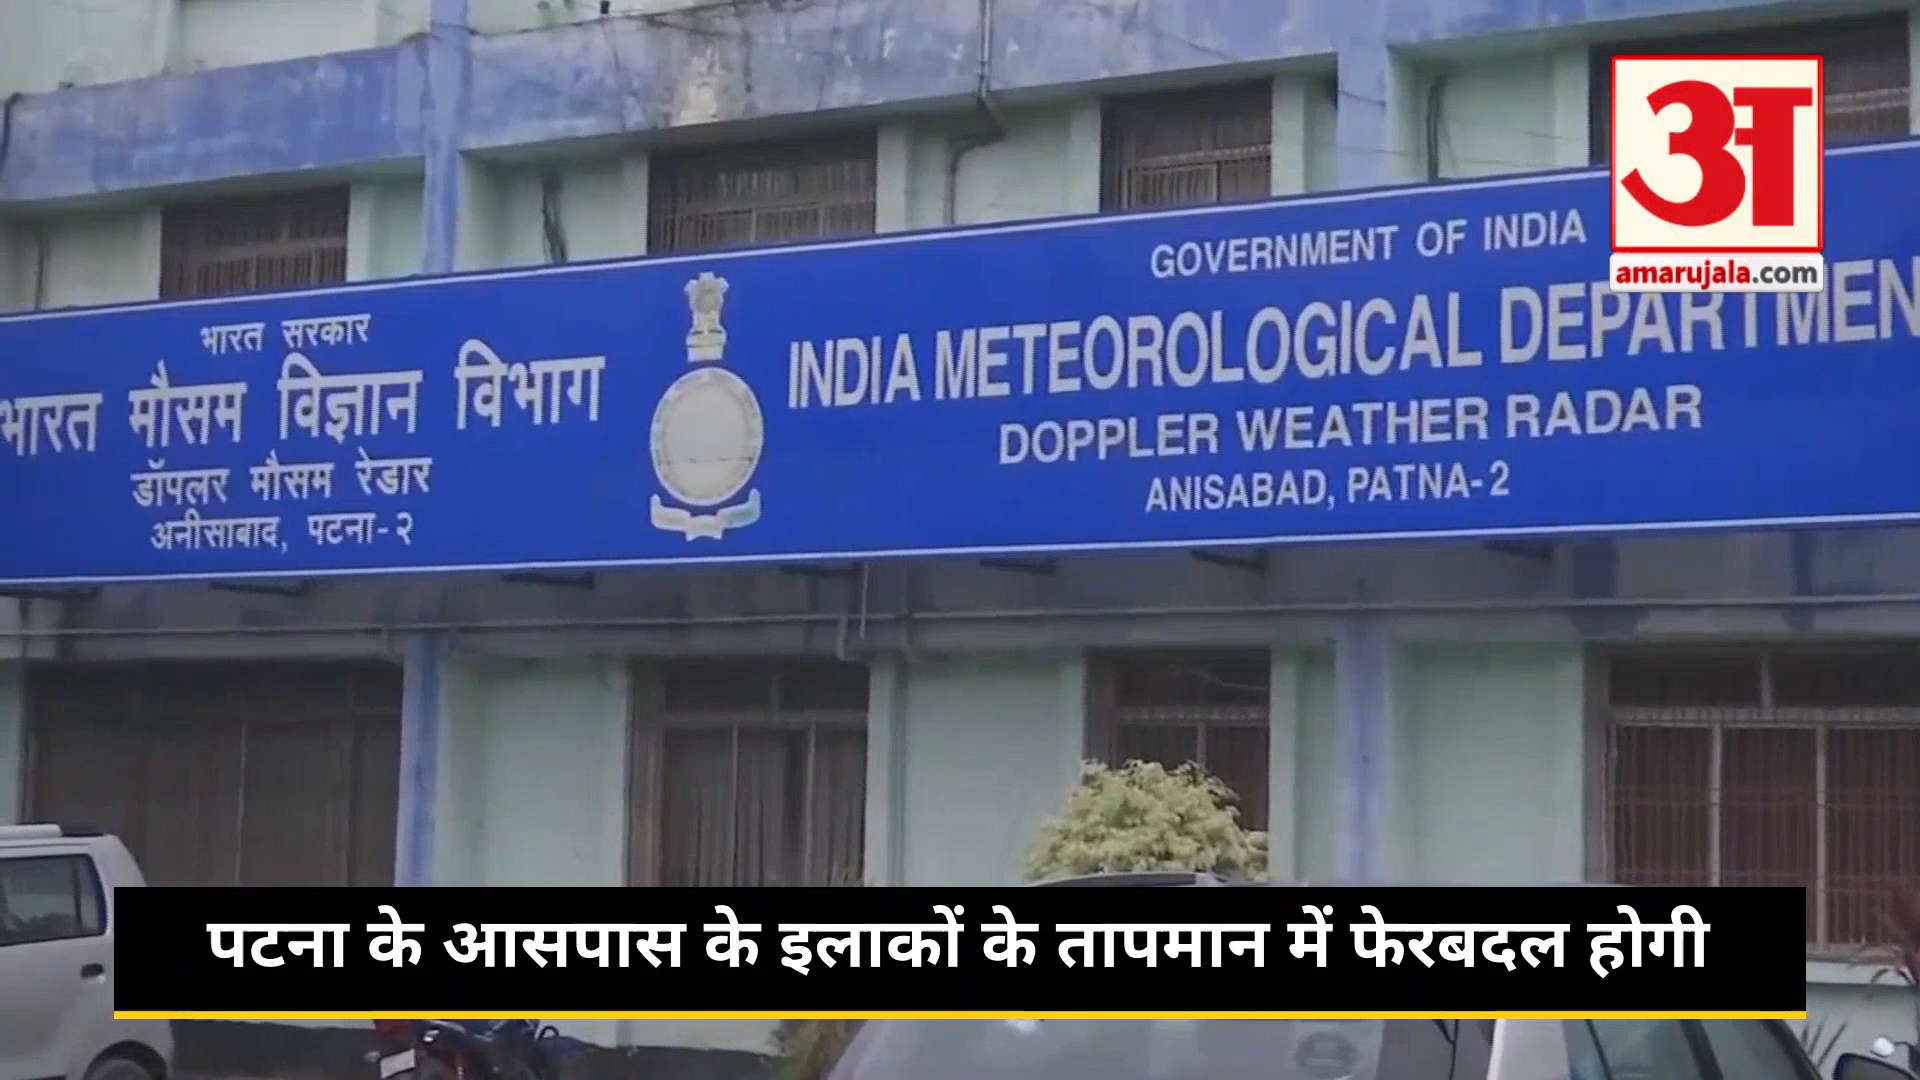 भारत सरकार
भारत मौसम विज्ञान विभाग
डॉपलर मौसम रेडार
अनीसाबाद, पटना-२
GOVERNMENT OF INDIA
INDIA METEOROLOGICAL DEPARTMEN
DOPPLER WEATHER RADAR
ANISABAD, PATNA-2
अ
amarujala.com
पटना के आसपास के इलाकों के तापमान में फेरबदल होगी